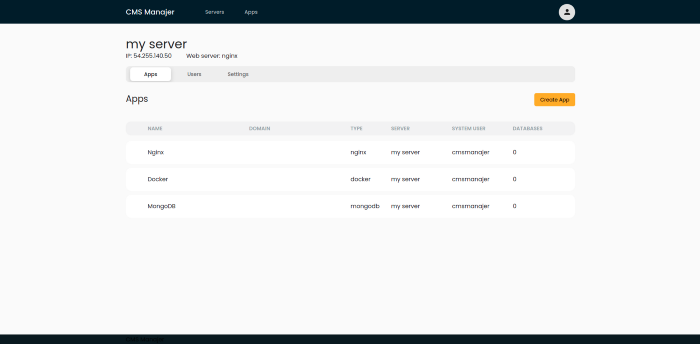 CMS Manajer Servers Apps
my server
IP: 54.255.140.50 Web server: nginx
Apps Users Settings
Apps
Create App
NAME DOMAIN TYPE SERVER SYSTEM USER DATABASES
Nginx nginx my server cmsmanajer 0
Docker docker my server cmsmanajer 0
MongoDB mongodb my server cmsmanajer 0